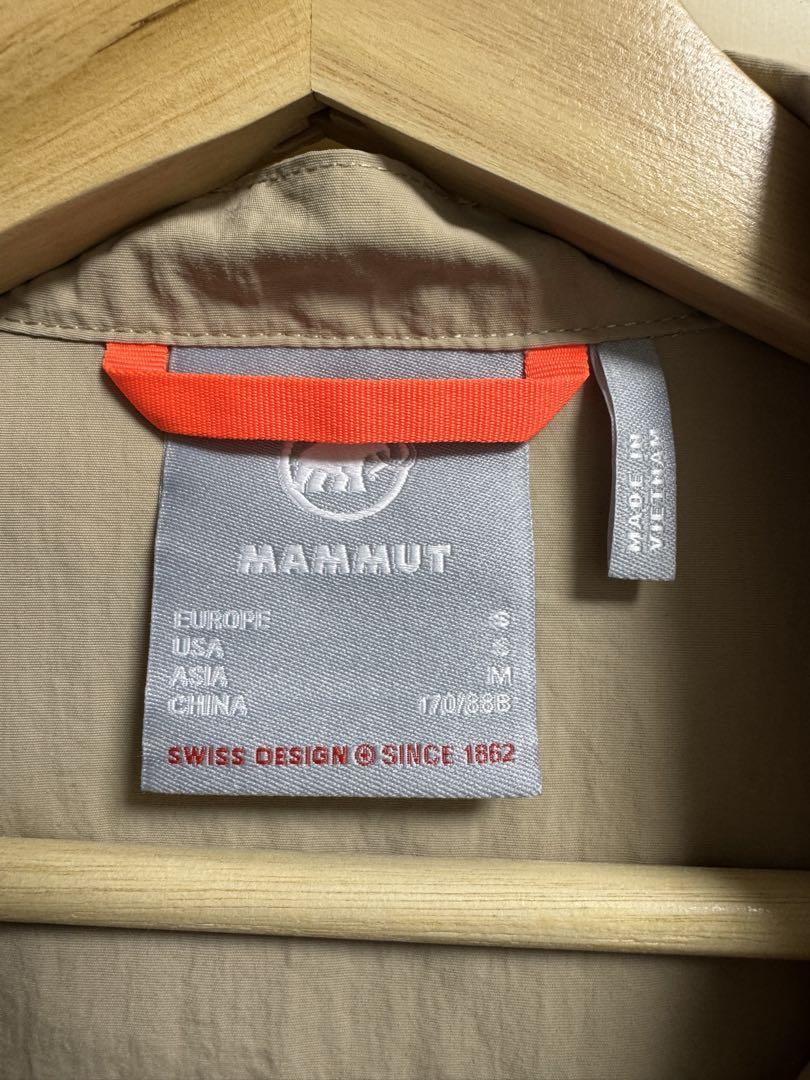 MAMMUT
EUROPE S
USA S
ASIA M
CHINA 170/88B
SWISS DESIGN SINCE 1862
MADE IN
VIETNAM